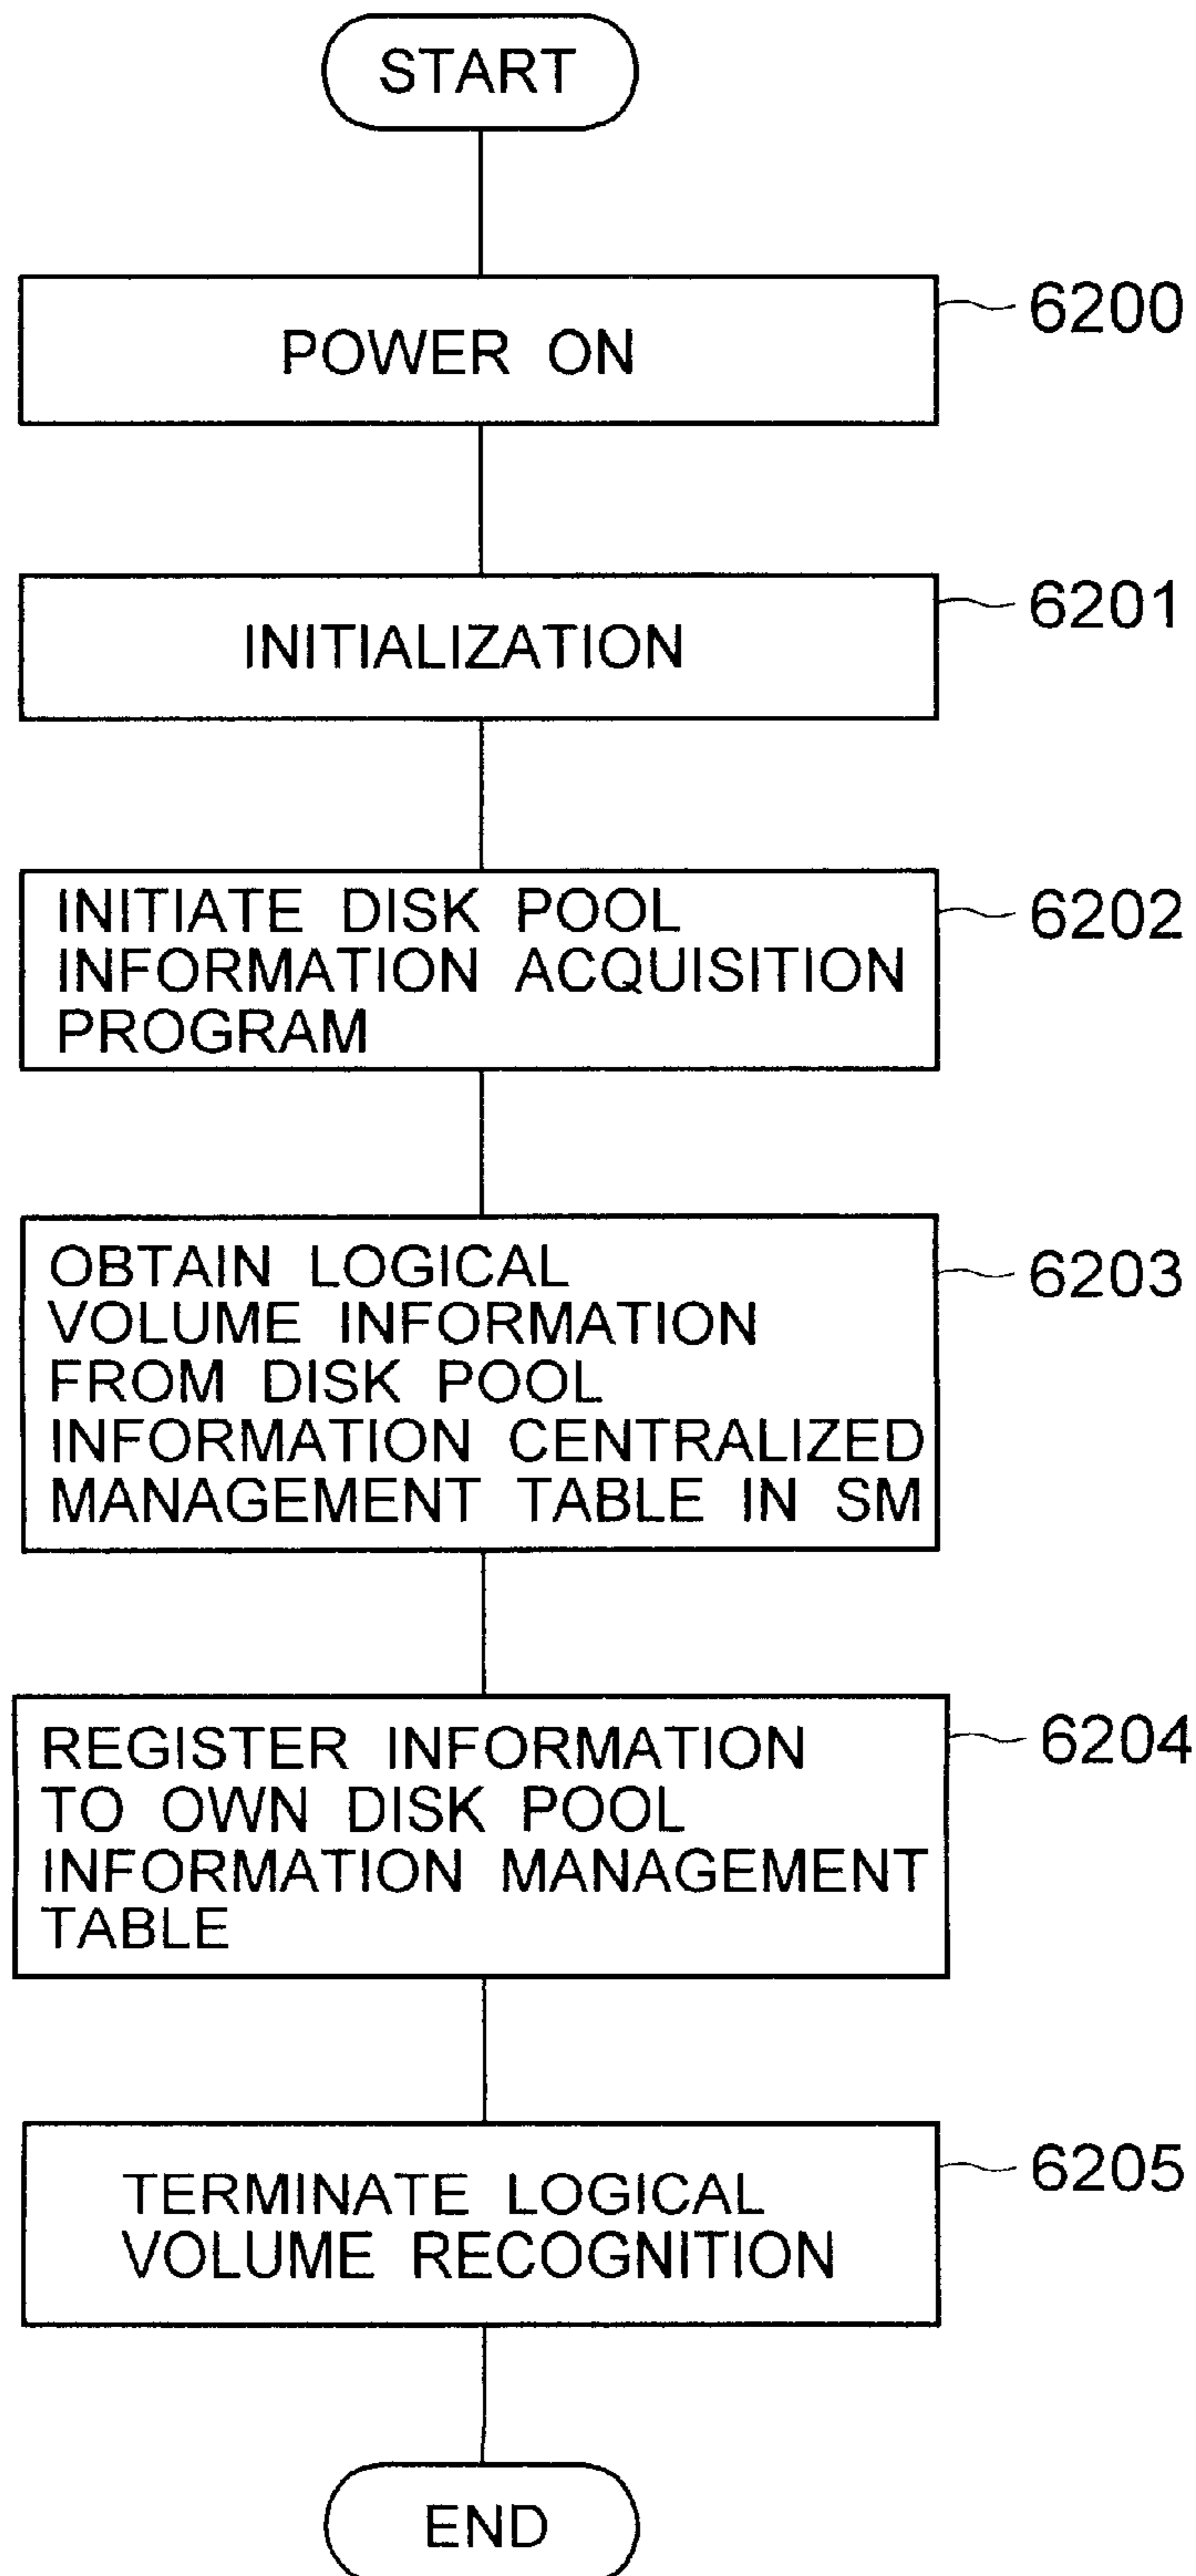 START
POWER ON
6200
INITIALIZATION
6201
INITIATE DISK POOL
INFORMATION ACQUISITION
PROGRAM
6202
OBTAIN LOGICAL
VOLUME INFORMATION
FROM DISK POOL
INFORMATION CENTRALIZED
MANAGEMENT TABLE IN SM
6203
REGISTER INFORMATION
TO OWN DISK POOL
INFORMATION MANAGEMENT
TABLE
6204
TERMINATE LOGICAL
VOLUME RECOGNITION
6205
END